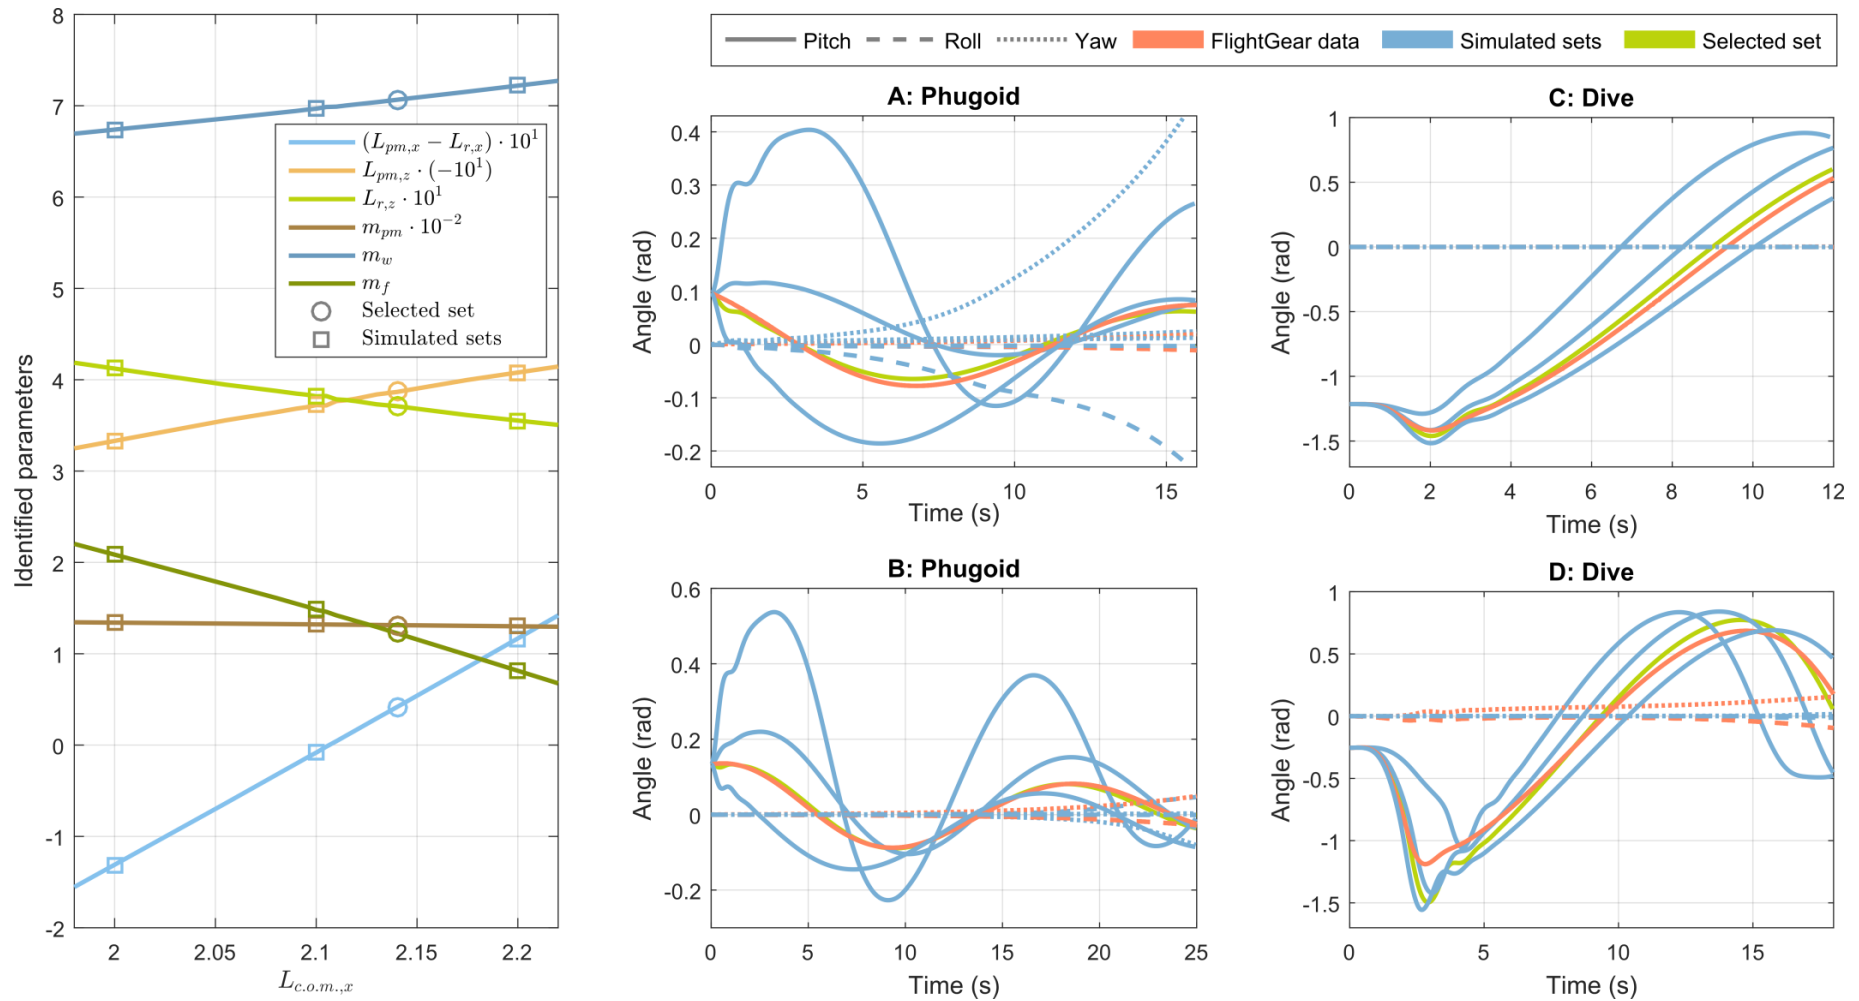 Identified parameters
8
7
6
5
4
3
2
1
0
-1
-2
2
2.05
2.1
2.15
2.2
$L_{c.o.m.,x}$
$(L_{pm,x} - L_{r,x}) \cdot 10^1$
$L_{pm,z} \cdot (-10^1)$
$L_{r,z} \cdot 10^1$
$m_{pm} \cdot 10^{-2}$
$m_w$
$m_f$
Selected set
Simulated sets
Pitch Roll Yaw FlightGear data Simulated sets Selected set
A: Phugoid
Angle (rad)
0.4
0.3
0.2
0.1
0
-0.1
-0.2
0 5 10 15
Time (s)
C: Dive
Angle (rad)
1
0.5
0
-0.5
-1
-1.5
0 2 4 6 8 10 12
Time (s)
B: Phugoid
Angle (rad)
0.6
0.4
0.2
0
-0.2
0 5 10 15 20 25
Time (s)
D: Dive
Angle (rad)
1
0.5
0
-0.5
-1
-1.5
0 5 10 15
Time (s)